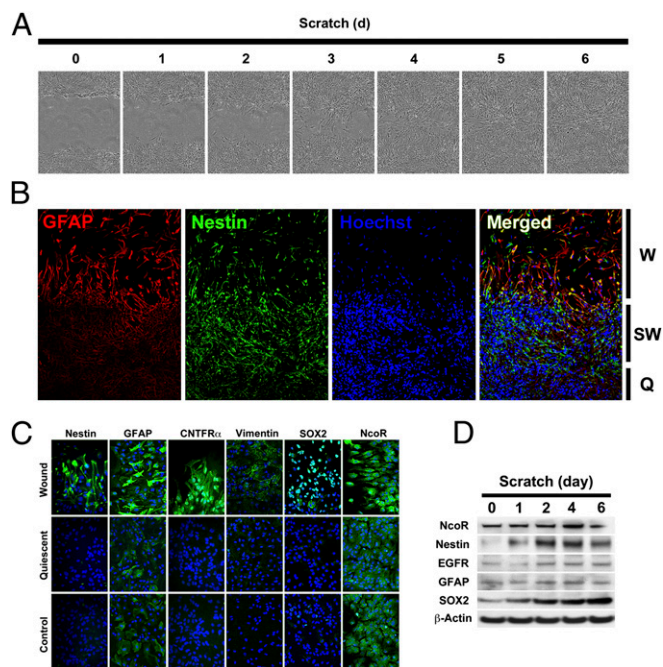 A
Scratch (d)
0 1 2 3 4 5 6
B
GFAP Nestin Hoechst Merged
W
SW
Q
C
Nestin GFAP CNTFRα Vimentin SOX2 NcoR
Wound
Quiescent
Control
D
Scratch (day)
0 1 2 4 6
NcoR
Nestin
EGFR
GFAP
SOX2
β-Actin